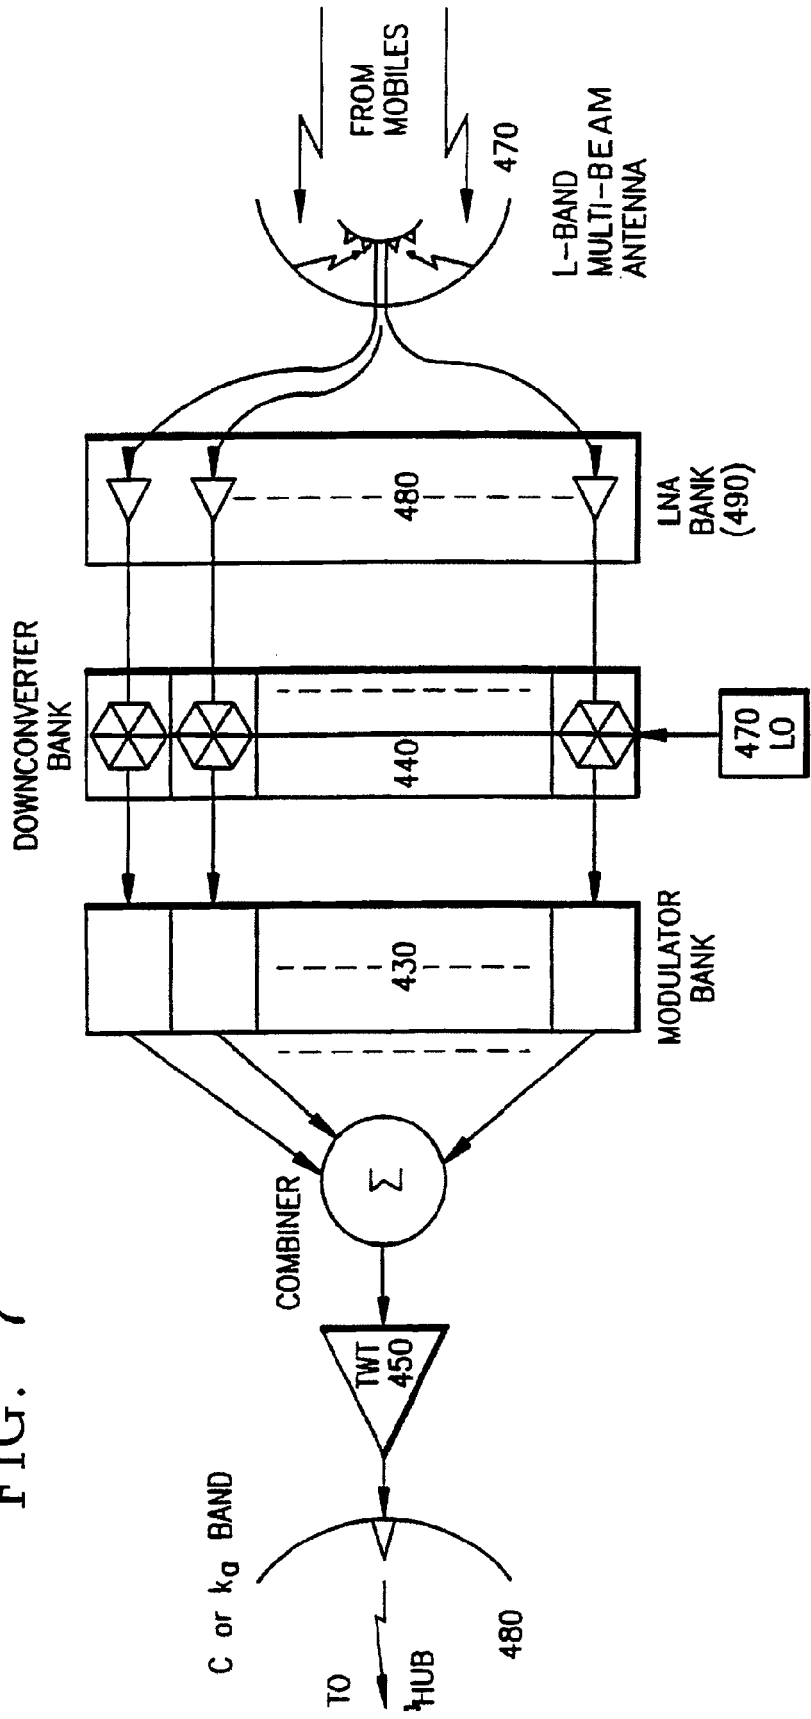 FIG. 7
FROM
MOBILES
470
L-BAND
MULTI-BEAM
ANTENNA
480
LNA
BANK
(490)
DOWNCONVERTER
BANK
440
470
LO
430
MODULATOR
BANK
COMBINER
Σ
TWT
450
C or ka BAND
480
TO
HUB